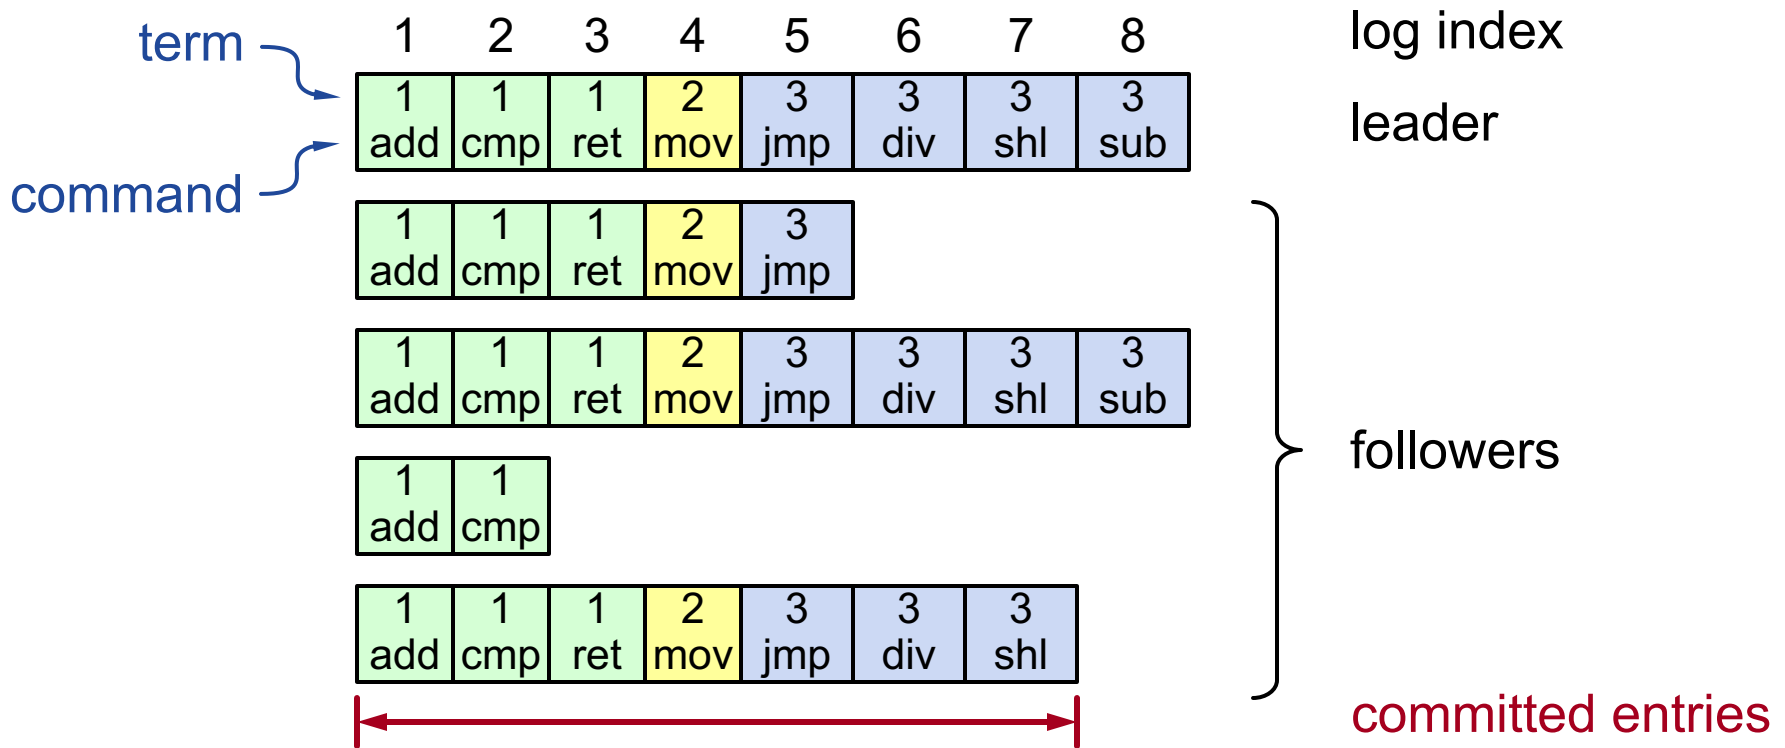 term
1 2 3 4 5 6 7 8 log index
1 1 1 2 3 3 3 3
add cmp ret mov jmp div shl sub
leader
command
1 1 1 2 3
add cmp ret mov jmp
1 1 1 2 3 3 3 3
add cmp ret mov jmp div shl sub
followers
1 1
add cmp
1 1 1 2 3 3 3
add cmp ret mov jmp div shl
committed entries